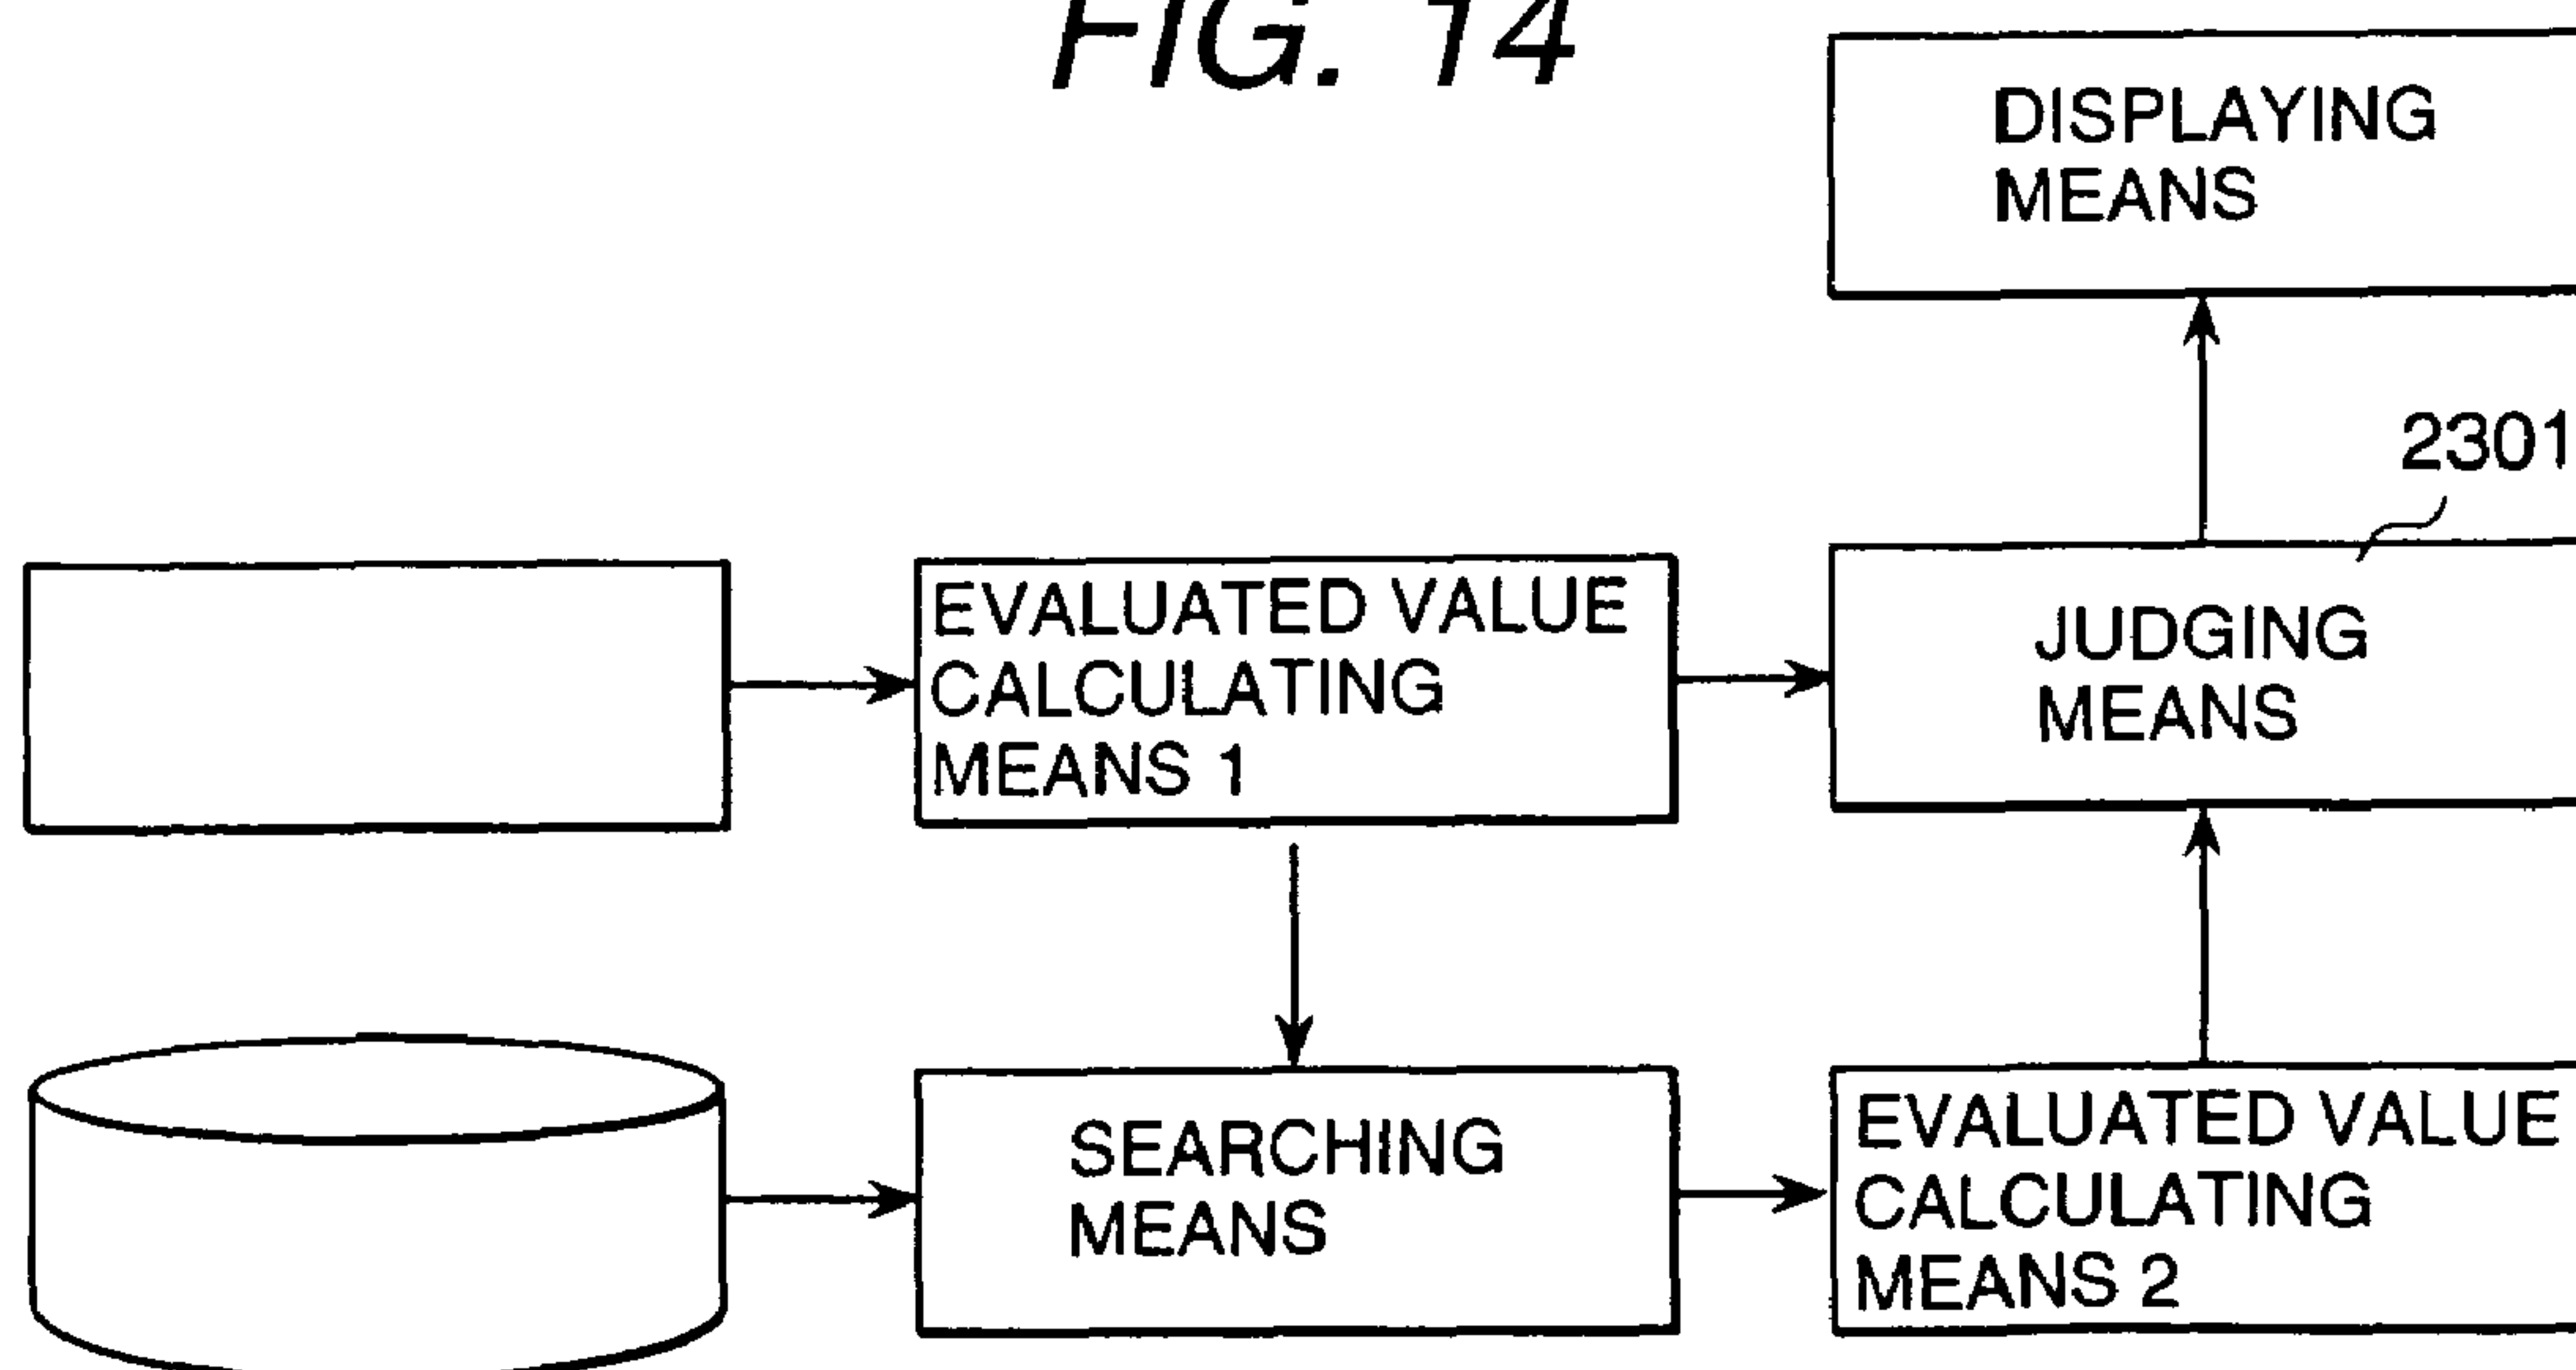 FIG. 14
DISPLAYING
MEANS
2301
EVALUATED VALUE
CALCULATING
MEANS 1
JUDGING
MEANS
SEARCHING
MEANS
EVALUATED VALUE
CALCULATING
MEANS 2